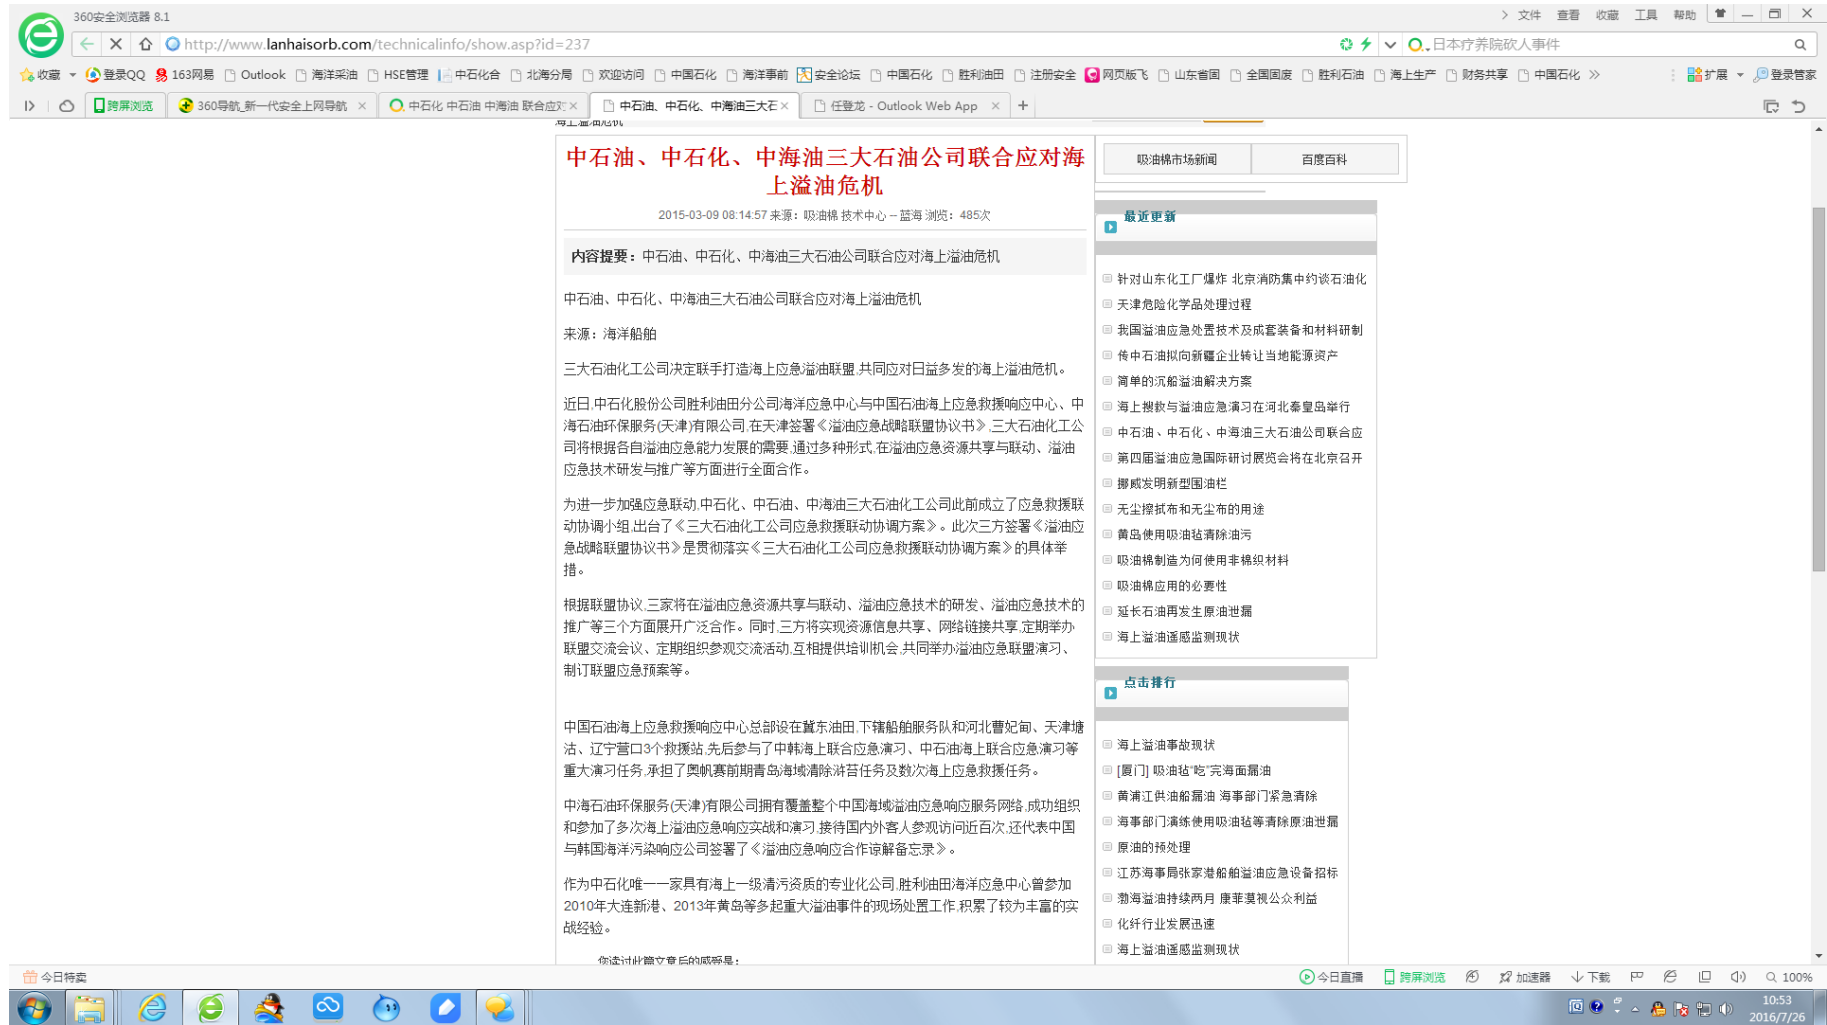 360安全浏览器 8.1
文件 查看 收藏 工具 帮助
http://www.lanhaisorb.com/technicalinfo/show.asp?id=237
日本疗养院砍人事件
收藏 登录QQ 163网易 Outlook 海洋采油 HSE管理 中石化合 北海分局 欢迎访问 中国石化 海洋事前 安全论坛 中国石化 胜利油田 注册安全 网页版飞 山东省国 全国固废 胜利石油 海上生产 财务共享 中国石化 扩展 登录管家
跨屏浏览 360导航_新一代安全上网导航 中石化 中石油 中海油 联合应对 中石油、中石化、中海油三大石 任登龙 - Outlook Web App
海上溢油危机
中石油、中石化、中海油三大石油公司联合应对海
上溢油危机
2015-03-09 08:14:57 来源：吸油棉 技术中心 -- 蓝海 浏览：485次
内容提要：中石油、中石化、中海油三大石油公司联合应对海上溢油危机
中石油、中石化、中海油三大石油公司联合应对海上溢油危机
来源：海洋船舶
三大石油化工公司决定联手打造海上应急溢油联盟,共同应对日益多发的海上溢油危机。
近日,中石化股份公司胜利油田分公司海洋应急中心与中国石油海上应急救援响应中心、中
海石油环保服务(天津)有限公司,在天津签署《溢油应急战略联盟协议书》,三大石油化工公
司将根据各自溢油应急能力发展的需要,通过多种形式,在溢油应急资源共享与联动、溢油
应急技术研发与推广等方面进行全面合作。
为进一步加强应急联动,中石化、中石油、中海油三大石油化工公司此前成立了应急救援联
动协调小组,出台了《三大石油化工公司应急救援联动协调方案》。此次三方签署《溢油应
急战略联盟协议书》是贯彻落实《三大石油化工公司应急救援联动协调方案》的具体举
措。
根据联盟协议,三家将在溢油应急资源共享与联动、溢油应急技术的研发、溢油应急技术的
推广等三个方面展开广泛合作。同时,三方将实现资源信息共享、网络链接共享,定期举办
联盟交流会议、定期组织参观交流活动,互相提供培训机会,共同举办溢油应急联盟演习、
制订联盟应急预案等。
中国石油海上应急救援响应中心总部设在冀东油田,下辖船舶服务队和河北曹妃甸、天津塘
沽、辽宁营口3个救援站,先后参与了中韩海上联合应急演习、中石油海上联合应急演习等
重大演习任务,承担了奥帆赛前期青岛海域清除浒苔任务及数次海上应急救援任务。
中海石油环保服务(天津)有限公司拥有覆盖整个中国海域溢油应急响应服务网络,成功组织
和参加了多次海上溢油应急响应实战和演习,接待国内外客人参观访问近百次,还代表中国
与韩国海洋污染响应公司签署了《溢油应急响应合作谅解备忘录》。
作为中石化唯一一家具有海上一级清污资质的专业化公司,胜利油田海洋应急中心曾参加
2010年大连新港、2013年黄岛等多起重大溢油事件的现场处置工作,积累了较为丰富的实
战经验。
您读过此篇文章后的感受是：
吸油棉市场新闻 百度百科
最近更新
针对山东化工厂爆炸 北京消防集中约谈石油化
天津危险化学品处理过程
我国溢油应急处置技术及成套装备和材料研制
传中石油拟向新疆企业转让当地能源资产
简单的沉船溢油解决方案
海上搜救与溢油应急演习在河北秦皇岛举行
中石油、中石化、中海油三大石油公司联合应
第四届溢油应急国际研讨展览会将在北京召开
挪威发明新型围油栏
无尘擦拭布和无尘布的用途
黄岛使用吸油毡清除油污
吸油棉制造为何使用非棉织材料
吸油棉应用的必要性
延长石油再发生原油泄漏
海上溢油遥感监测现状
点击排行
海上溢油事故现状
[厦门] 吸油毡“吃”完海面漏油
黄浦江供油船漏油 海事部门紧急清除
海事部门演练使用吸油毡等清除原油泄漏
原油的预处理
江苏海事局张家港船舶溢油应急设备招标
渤海溢油持续两月 康菲漠视公众利益
化纤行业发展迅速
海上溢油遥感监测现状
今日特卖
今日直播 跨屏浏览 加速器 下载 100%
10:53
2016/7/26